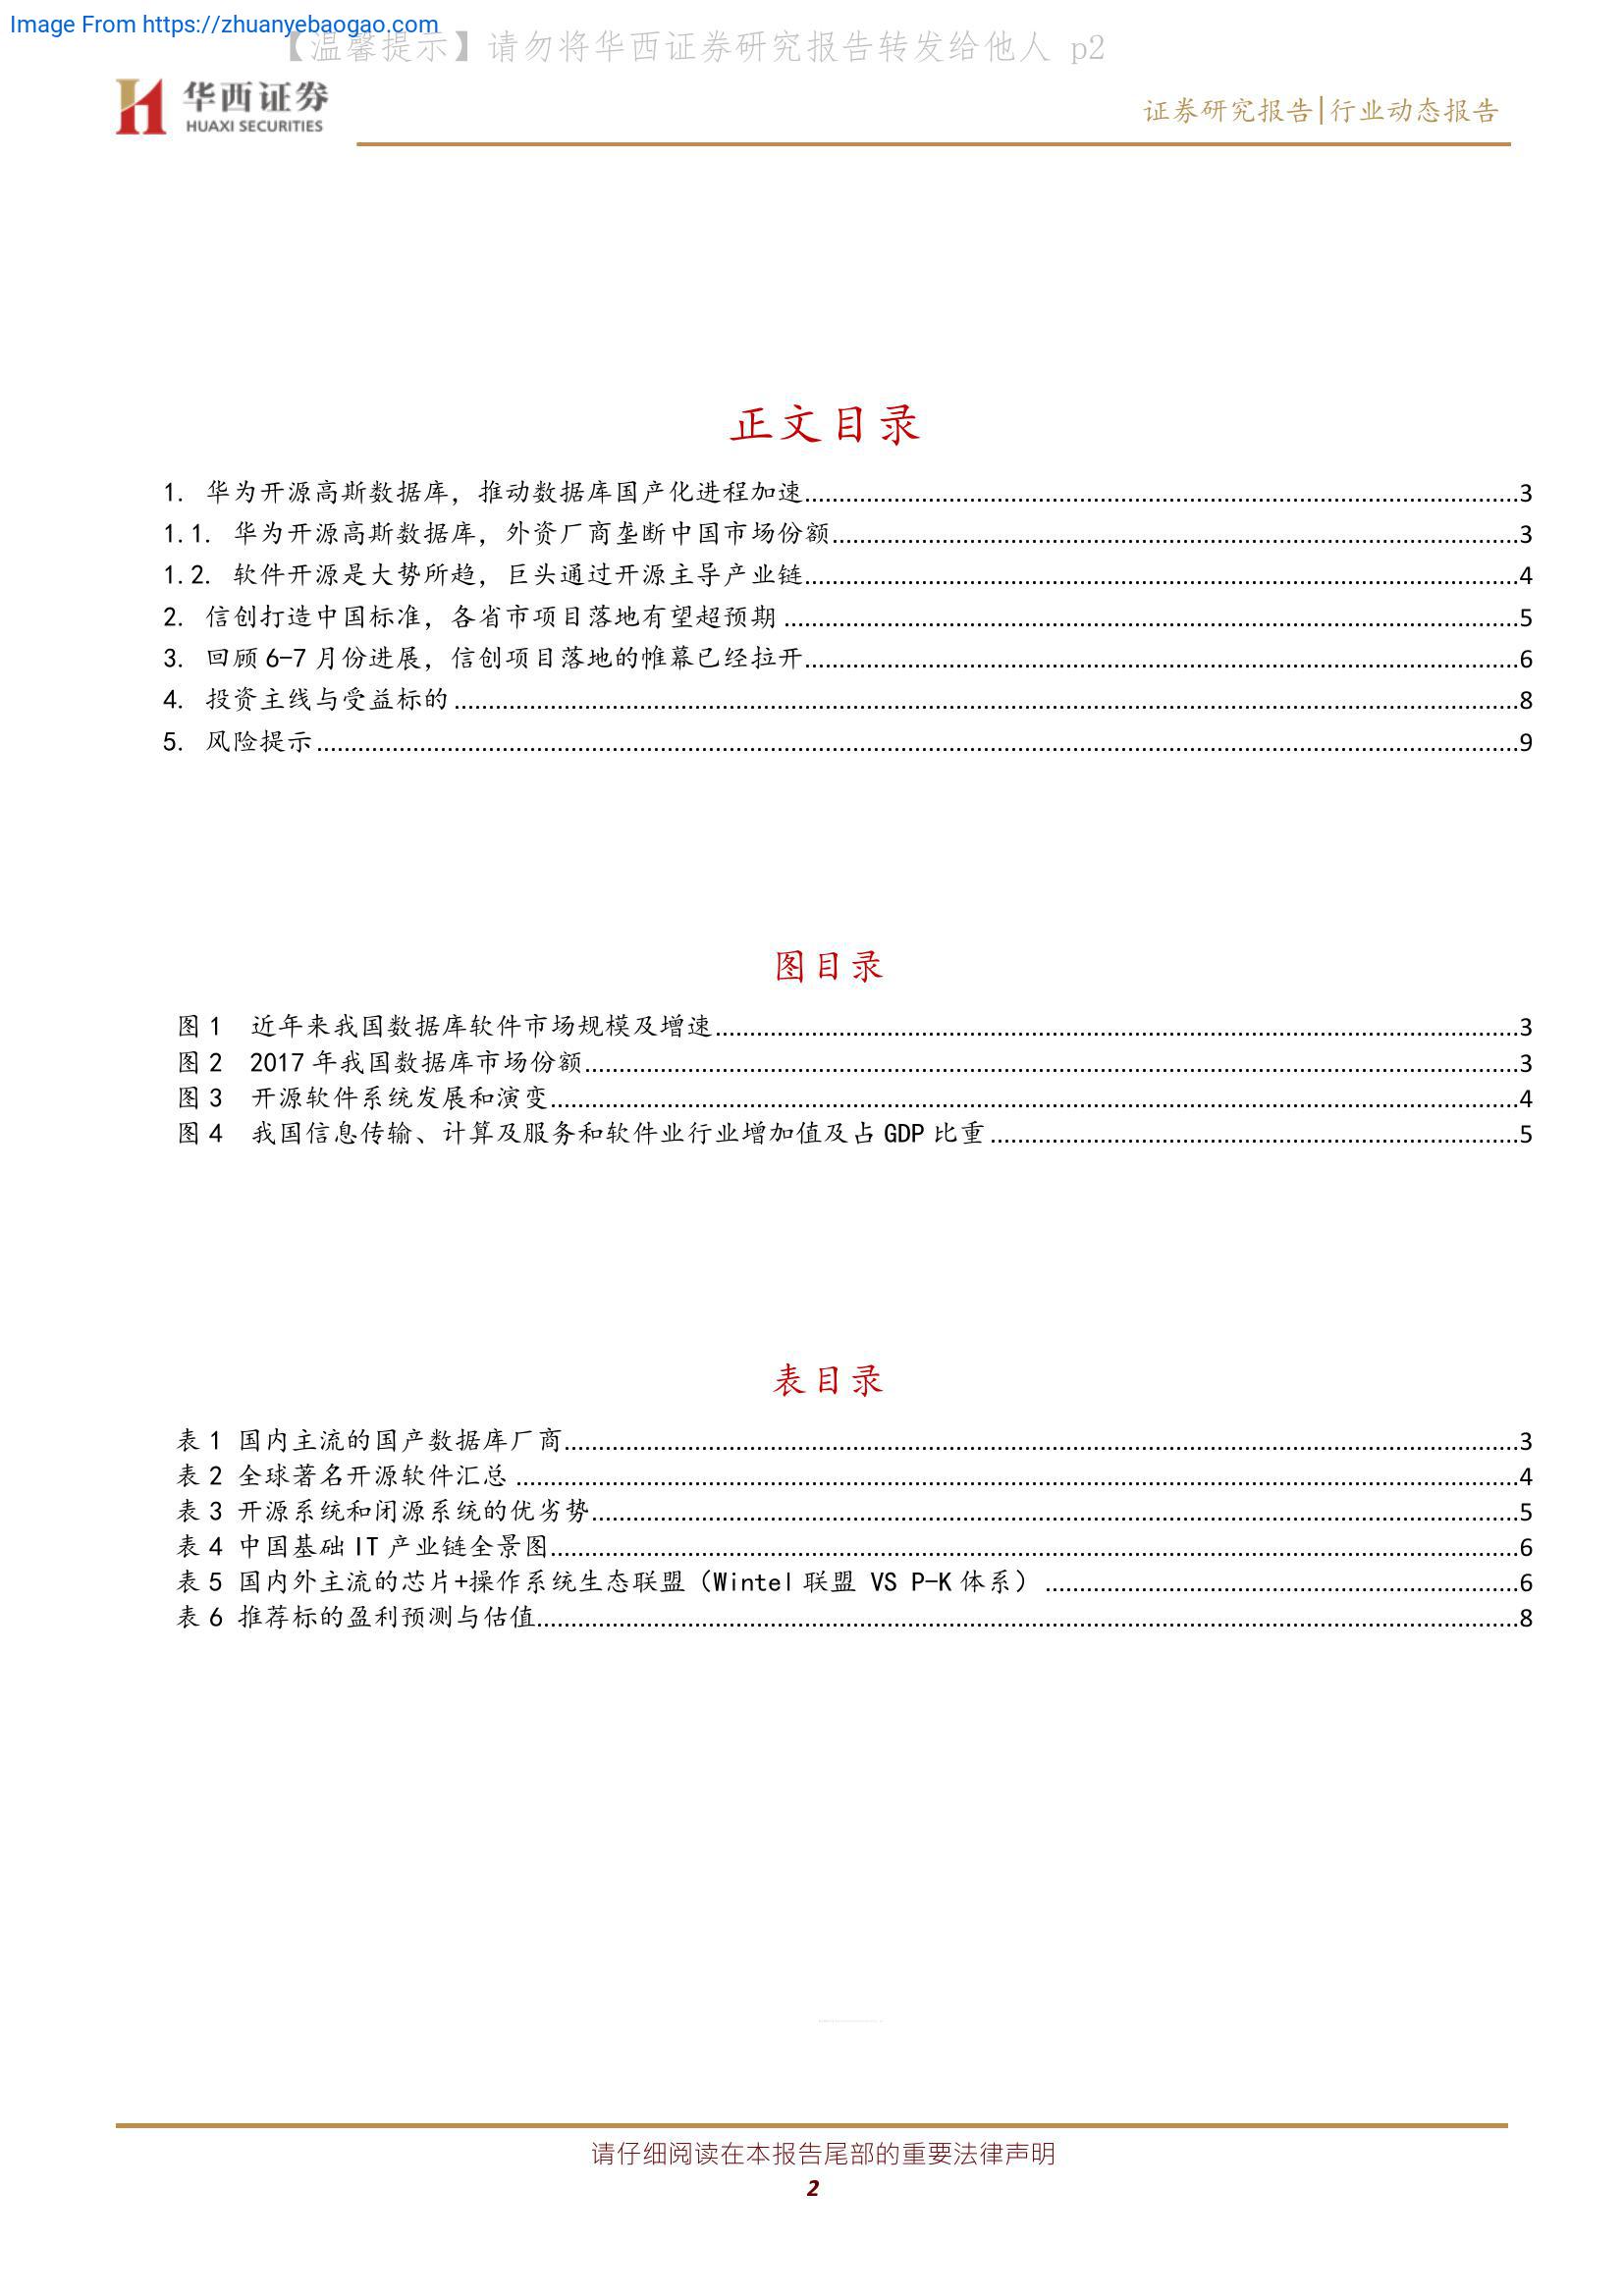 Image From https://zhuanyebaogao.com
【温馨提示】请勿将华西证券研究报告转发给他人 p2
华西证券
HUAXI SECURITIES
证券研究报告|行业动态报告
正文目录
1. 华为开源高斯数据库，推动数据库国产化进程加速 3
1.1. 华为开源高斯数据库，外资厂商垄断中国市场份额 3
1.2. 软件开源是大势所趋，巨头通过开源主导产业链 4
2. 信创打造中国标准，各省市项目落地有望超预期 5
3. 回顾 6-7 月份进展，信创项目落地的帷幕已经拉开 6
4. 投资主线与受益标的 8
5. 风险提示 9
图目录
图 1 近年来我国数据库软件市场规模及增速 3
图 2 2017 年我国数据库市场份额 3
图 3 开源软件系统发展和演变 4
图 4 我国信息传输、计算及服务和软件业行业增加值及占 GDP 比重 5
表目录
表 1 国内主流的国产数据库厂商 3
表 2 全球著名开源软件汇总 4
表 3 开源系统和闭源系统的优劣势 5
表 4 中国基础 IT 产业链全景图 6
表 5 国内外主流的芯片+操作系统生态联盟（Wintel 联盟 VS P-K 体系） 6
表 6 推荐标的盈利预测与估值 8
请仔细阅读在本报告尾部的重要法律声明
2